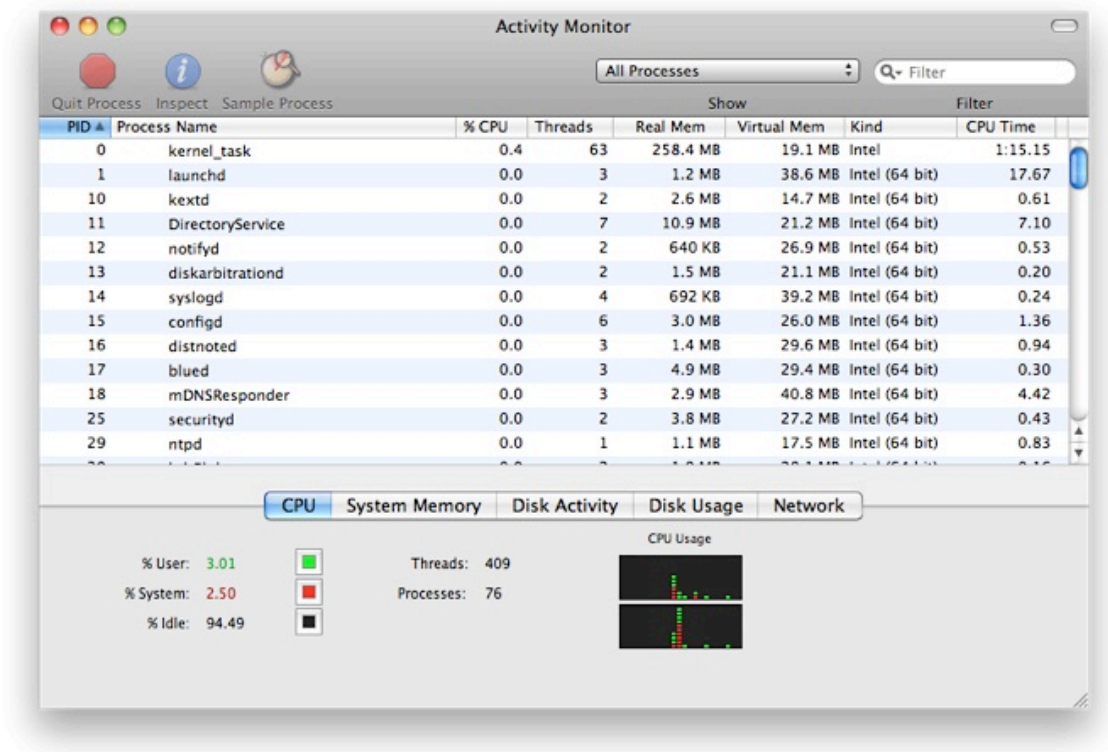 Activity Monitor
Quit Process Inspect Sample Process All Processes Filter
Show Filter
PID Process Name % CPU Threads Real Mem Virtual Mem Kind CPU Time
0 kernel_task 0.4 63 258.4 MB 19.1 MB Intel 1:15.15
1 launchd 0.0 3 1.2 MB 38.6 MB Intel (64 bit) 17.67
10 kextd 0.0 2 2.6 MB 14.7 MB Intel (64 bit) 0.61
11 DirectoryService 0.0 7 10.9 MB 21.2 MB Intel (64 bit) 7.10
12 notifyd 0.0 2 640 KB 26.9 MB Intel (64 bit) 0.53
13 diskarbitrationd 0.0 2 1.5 MB 21.1 MB Intel (64 bit) 0.20
14 syslogd 0.0 4 692 KB 39.2 MB Intel (64 bit) 0.24
15 configd 0.0 6 3.0 MB 26.0 MB Intel (64 bit) 1.36
16 distnoted 0.0 3 1.4 MB 29.6 MB Intel (64 bit) 0.94
17 blued 0.0 3 4.9 MB 29.4 MB Intel (64 bit) 0.30
18 mDNSResponder 0.0 3 2.9 MB 40.8 MB Intel (64 bit) 4.42
25 securityd 0.0 2 3.8 MB 27.2 MB Intel (64 bit) 0.43
29 ntpd 0.0 1 1.1 MB 17.5 MB Intel (64 bit) 0.83
CPU System Memory Disk Activity Disk Usage Network
CPU Usage
% User: 3.01 Threads: 409
% System: 2.50 Processes: 76
% Idle: 94.49